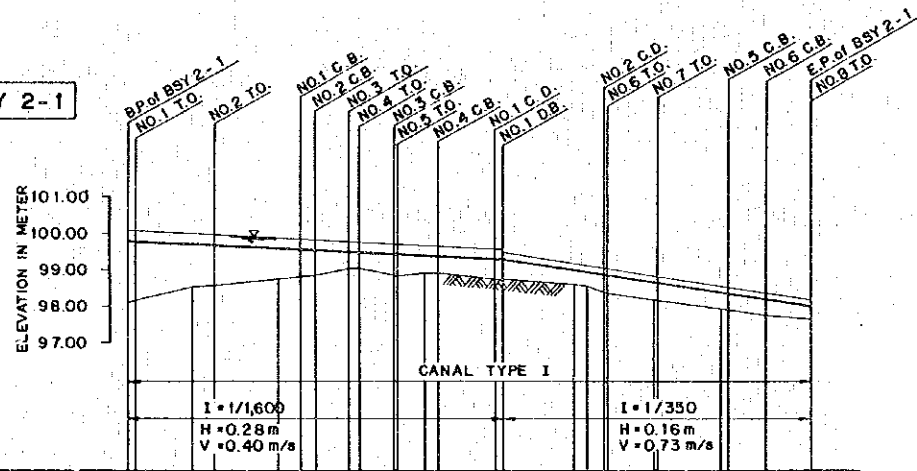 Y 2-1
B.P. of BSY 2-1
NO.1 T.O.
NO.2 T.O.
NO.1 C.B.
NO.2 C.B.
NO.3 T.O.
NO.4 T.O.
NO.3 C.B.
NO.5 T.O.
NO.4 C.B.
NO.1 C.D.
NO.1 D.B.
NO.2 C.D.
NO.6 T.O.
NO.7 T.O.
NO.5 C.B.
NO.6 C.B.
E.P. of BSY 2-1
NO.8 T.O.
ELEVATION IN METER
101.00
100.00
99.00
98.00
97.00
CANAL TYPE I
I = 1/1,600
H = 0.28 m
V = 0.40 m/s
I = 1/350
H = 0.16 m
V = 0.73 m/s